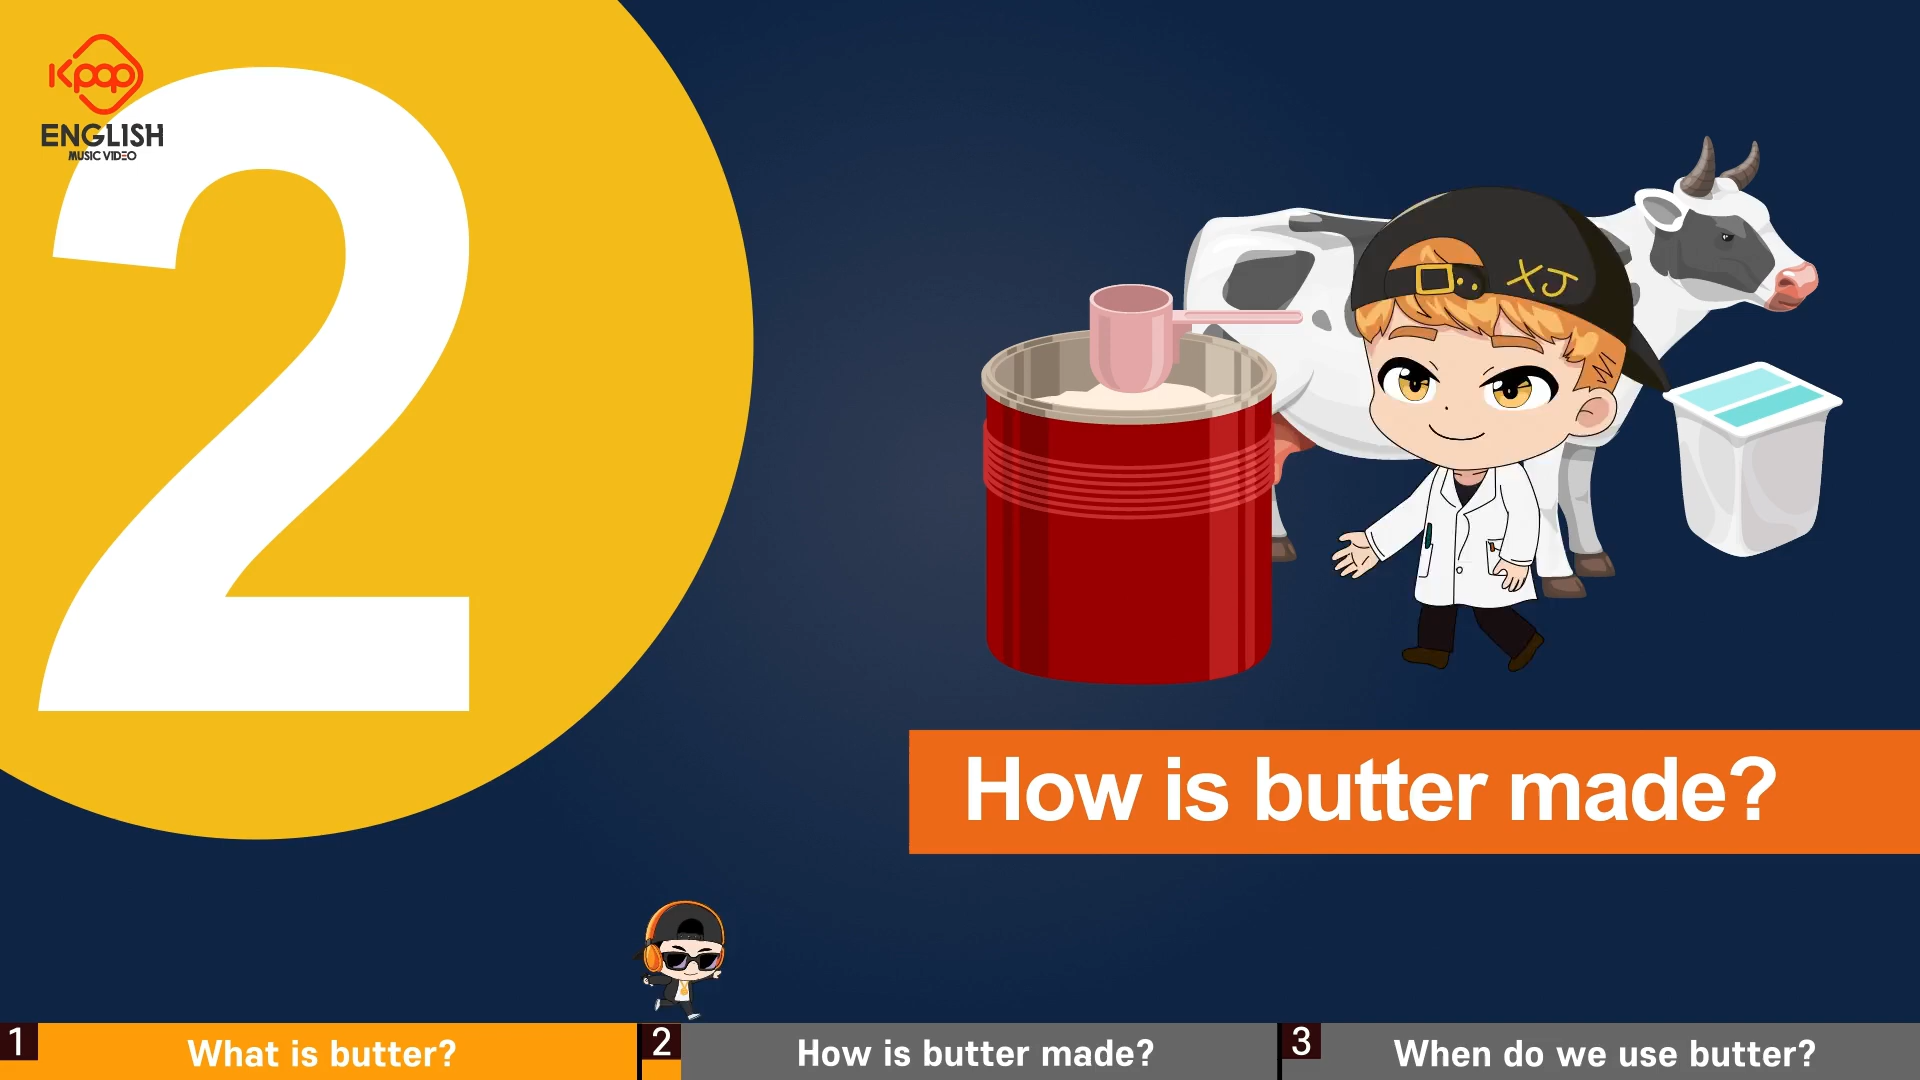 Kpop
ENGLISH
MUSIC VIDEO
2
XJ
How is butter made?
1 What is butter?
2 How is butter made?
3 When do we use butter?